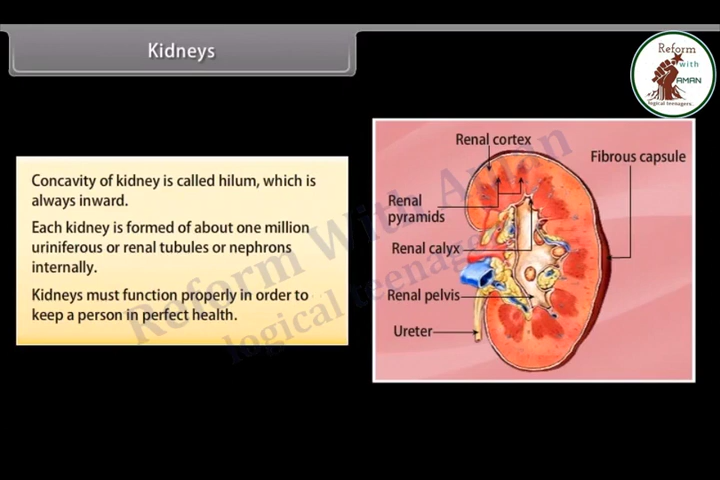 Kidneys
Reform
with
AMAN
logical teenagers.
Concavity of kidney is called hilum, which is
always inward.
Each kidney is formed of about one million
uriniferous or renal tubules or nephrons
internally.
Kidneys must function properly in order to
keep a person in perfect health.
Renal cortex
Fibrous capsule
Renal
pyramids
Renal calyx
Renal pelvis
Ureter
Reform With Aman
logical teenagers